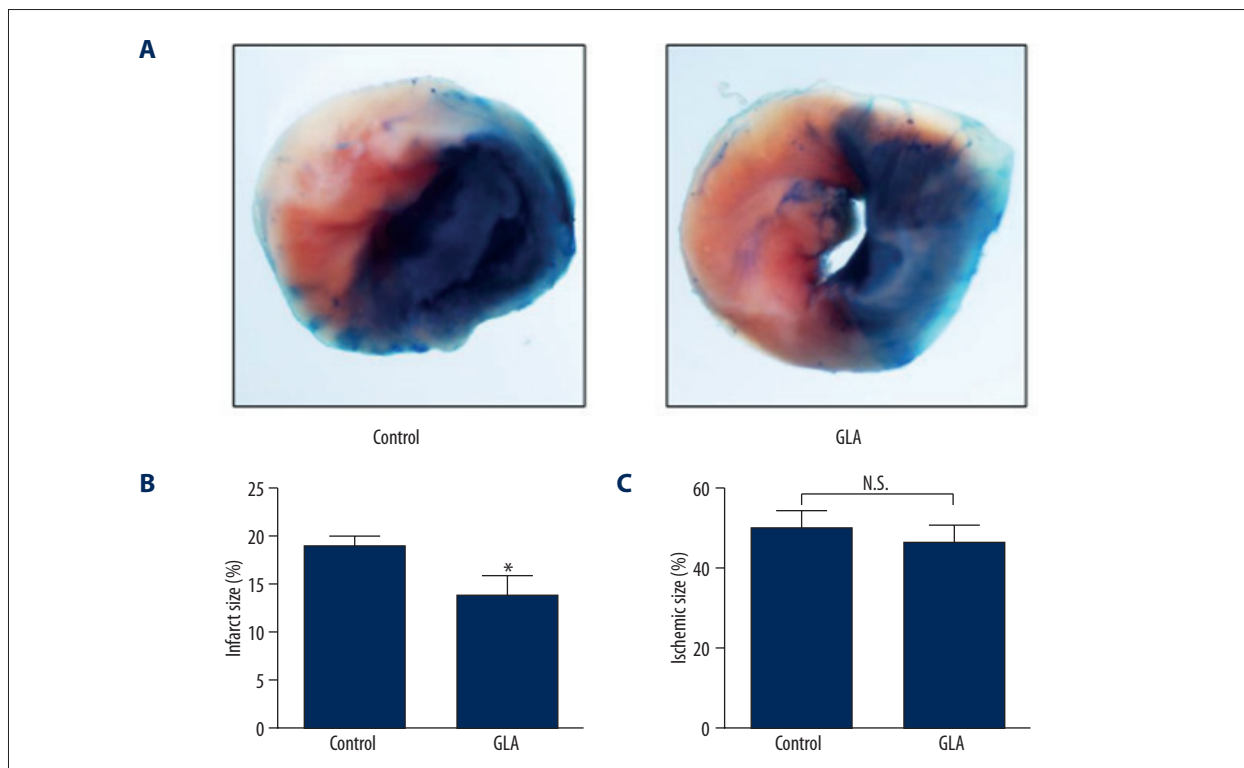 A
Control
GLA
B
25
20
15
10
5
0
Infarct size (%)
*
Control
GLA
C
60
40
20
0
Ischemic size (%)
N.S.
Control
GLA